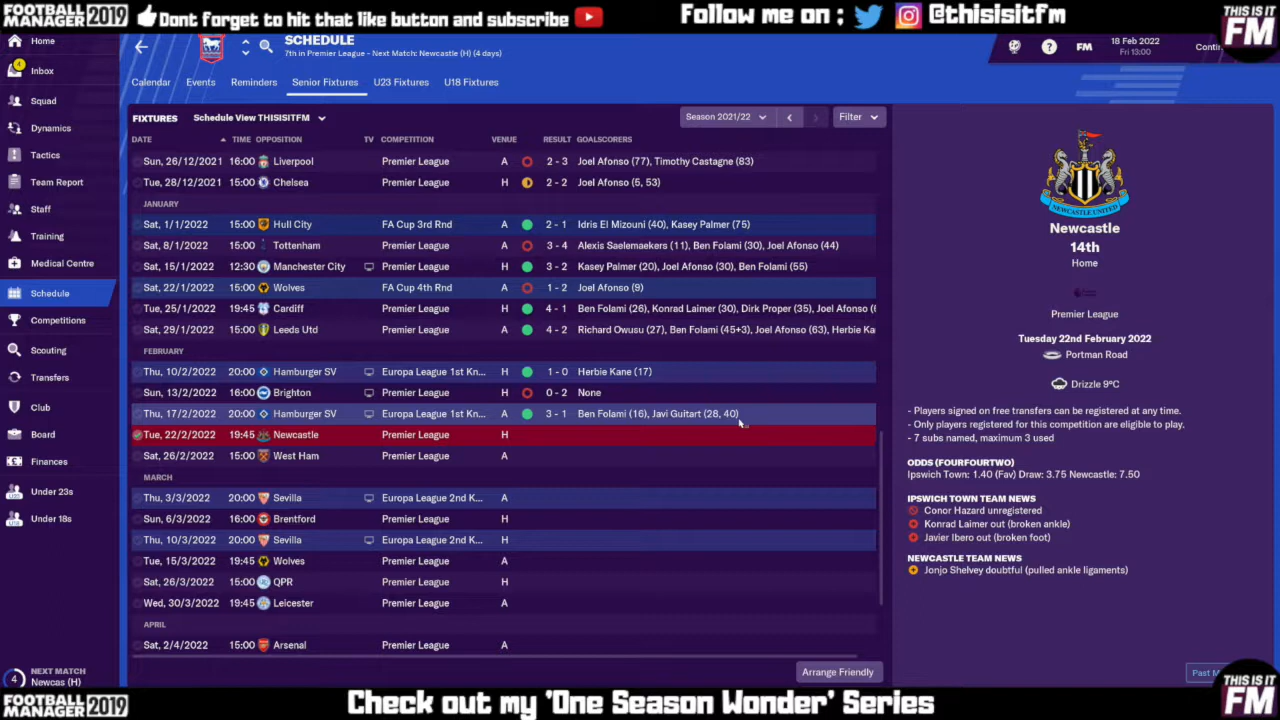 FOOTBALL MANAGER 2019
Dont forget to hit that like button and subscribe
Follow me on : @thisisitfm
THIS IS IT FM
Home
4
Inbox
Squad
Dynamics
Tactics
Team Report
Staff
Training
Medical Centre
Schedule
Competitions
Scouting
Transfers
Club
Board
Finances
Under 23s
Under 18s
4 NEXT MATCH
Newcas (H)
SCHEDULE
7th in Premier League - Next Match: Newcastle (H) (4 days)
? FM
18 Feb 2022
Fri 13:00
Calendar Events Reminders Senior Fixtures U23 Fixtures U18 Fixtures
FIXTURES Schedule View THISISITFM Season 2021/22 Filter
DATE TIME OPPOSITION TV COMPETITION VENUE RESULT GOALSCORERS
Sun, 26/12/2021 16:00 Liverpool Premier League A 2 - 3 Joel Afonso (77), Timothy Castagne (83)
Tue, 28/12/2021 15:00 Chelsea Premier League H 2 - 2 Joel Afonso (5, 53)
JANUARY
Sat, 1/1/2022 15:00 Hull City FA Cup 3rd Rnd A 2 - 1 Idris El Mizouni (40), Kasey Palmer (75)
Sat, 8/1/2022 15:00 Tottenham Premier League A 3 - 4 Alexis Saelemaekers (11), Ben Folami (30), Joel Afonso (44)
Sat, 15/1/2022 12:30 Manchester City Premier League H 3 - 2 Kasey Palmer (20), Joel Afonso (30), Ben Folami (55)
Sat, 22/1/2022 15:00 Wolves FA Cup 4th Rnd A 1 - 2 Joel Afonso (9)
Tue, 25/1/2022 19:45 Cardiff Premier League H 4 - 1 Ben Folami (26), Konrad Laimer (30), Dirk Proper (35), Joel Afonso (
Sat, 29/1/2022 15:00 Leeds Utd Premier League A 4 - 2 Richard Owusu (27), Ben Folami (45+3), Joel Afonso (63), Herbie Ka
FEBRUARY
Thu, 10/2/2022 20:00 Hamburger SV Europa League 1st Kn... H 1 - 0 Herbie Kane (17)
Sun, 13/2/2022 16:00 Brighton Premier League H 0 - 2 None
Thu, 17/2/2022 20:00 Hamburger SV Europa League 1st Kn... A 3 - 1 Ben Folami (16), Javi Guitart (28, 40)
Tue, 22/2/2022 19:45 Newcastle Premier League H
Sat, 26/2/2022 15:00 West Ham Premier League A
MARCH
Thu, 3/3/2022 20:00 Sevilla Europa League 2nd K... A
Sun, 6/3/2022 16:00 Brentford Premier League H
Thu, 10/3/2022 20:00 Sevilla Europa League 2nd K... H
Tue, 15/3/2022 19:45 Wolves Premier League A
Sat, 26/3/2022 15:00 QPR Premier League H
Wed, 30/3/2022 19:45 Leicester Premier League A
APRIL
Sat, 2/4/2022 15:00 Arsenal Premier League A
Arrange Friendly
NEWCASTLE UNITED
Newcastle
14th
Home
Premier League
Tuesday 22nd February 2022
Portman Road
Drizzle 9°C
- Players signed on free transfers can be registered at any time.
- Only players registered for this competition are eligible to play.
- 7 subs named, maximum 3 used
ODDS (FOURFOURTWO)
Ipswich Town: 1.40 (Fav) Draw: 3.75 Newcastle: 7.50
IPSWICH TOWN TEAM NEWS
Conor Hazard unregistered
Konrad Laimer out (broken ankle)
Javier Ibero out (broken foot)
NEWCASTLE TEAM NEWS
Jonjo Shelvey doubtful (pulled ankle ligaments)
FOOTBALL MANAGER 2019
Check out my 'One Season Wonder' Series
THIS IS IT FM